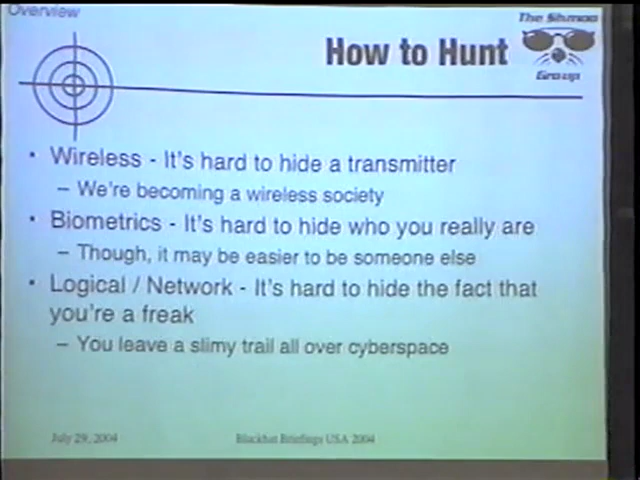 Overview
The Shmoo
How to Hunt
Group
• Wireless - It's hard to hide a transmitter
– We're becoming a wireless society
• Biometrics - It's hard to hide who you really are
– Though, it may be easier to be someone else
• Logical / Network - It's hard to hide the fact that
you're a freak
– You leave a slimy trail all over cyberspace
July 29, 2004
Blackhat Briefings USA 2004